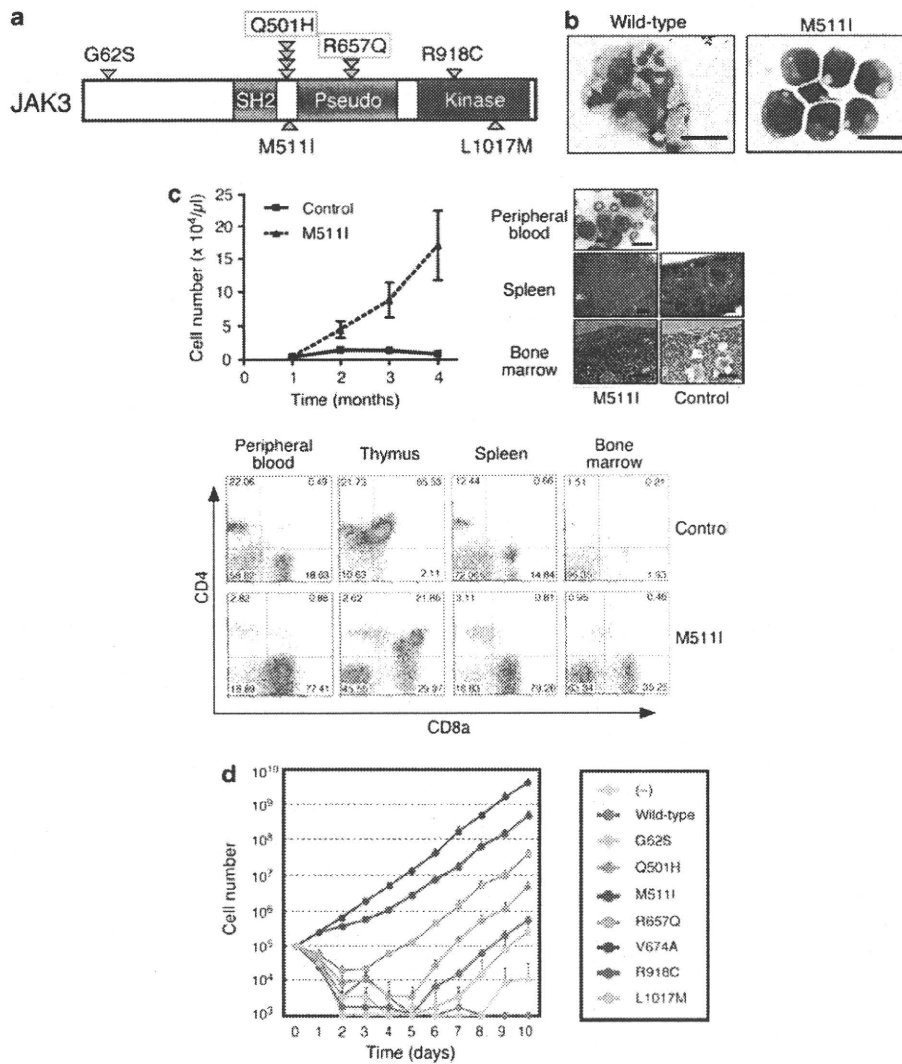 a
Q501H
G62S
R657Q
R918C
JAK3
SH2
Pseudo
Kinase
M511I
L1017M
b
Wild-type
M511I
c
25
20
15
10
5
0
Cell number (x 10⁴/µl)
Control
M511I
0 1 2 3 4
Time (months)
Peripheral
blood
Spleen
Bone
marrow
M511I
Control
Peripheral
blood
Thymus
Spleen
Bone
marrow
22.06 0.49
21.73
12.44 0.66
1.51 0.21
18.63
10.63 2.11
14.84
Contro
2.82 0.88
2.62 21.86
3.11 0.81
0.95 0.46
18.89 77.41
45.55 29.97
16.83 79.26
M511I
CD4
CD8a
d
10¹⁰
10⁹
10⁸
10⁷
10⁶
10⁵
10⁴
10³
Cell number
0 1 2 3 4 5 6 7 8 9 10
Time (days)
(–)
Wild-type
G62S
Q501H
M511I
R657Q
V674A
R918C
L1017M